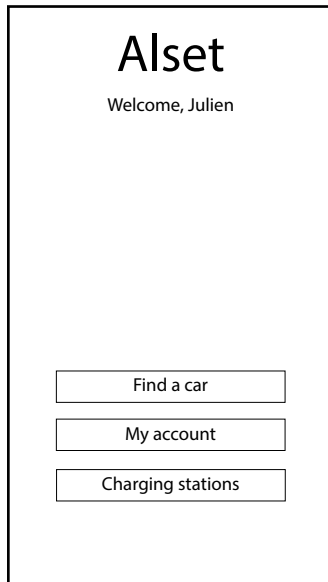 Alset
Welcome, Julien
Find a car
My account
Charging stations